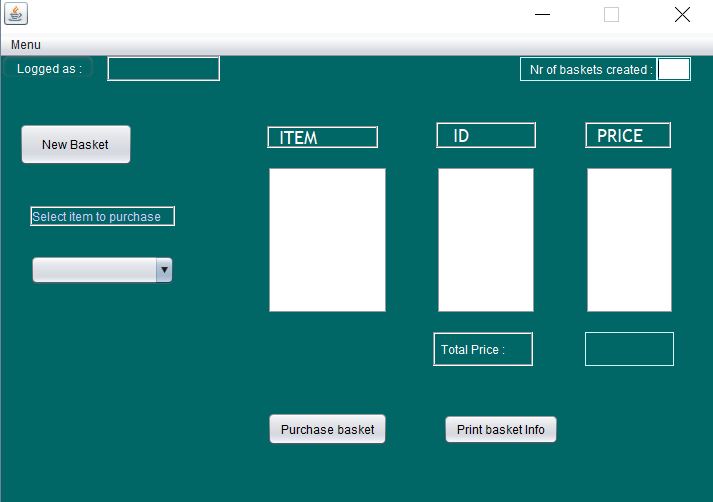 Menu
Logged as :
Nr of baskets created :
New Basket
ITEM
ID
PRICE
Select item to purchase
Total Price :
Purchase basket
Print basket Info